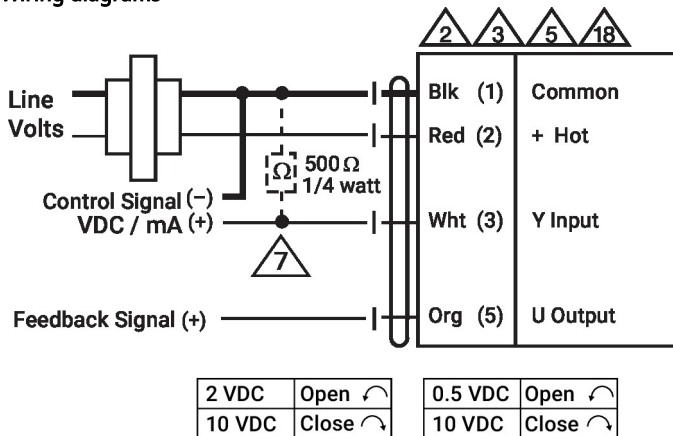 Wiring diagrams
2 3 5 18
Line
Volts
Blk (1) Common
Red (2) + Hot
Ω 500 Ω
1/4 watt
Control Signal (−)
VDC / mA (+)
Wht (3) Y Input
7
Feedback Signal (+)
Org (5) U Output
2 VDC Open
10 VDC Close
0.5 VDC Open
10 VDC Close